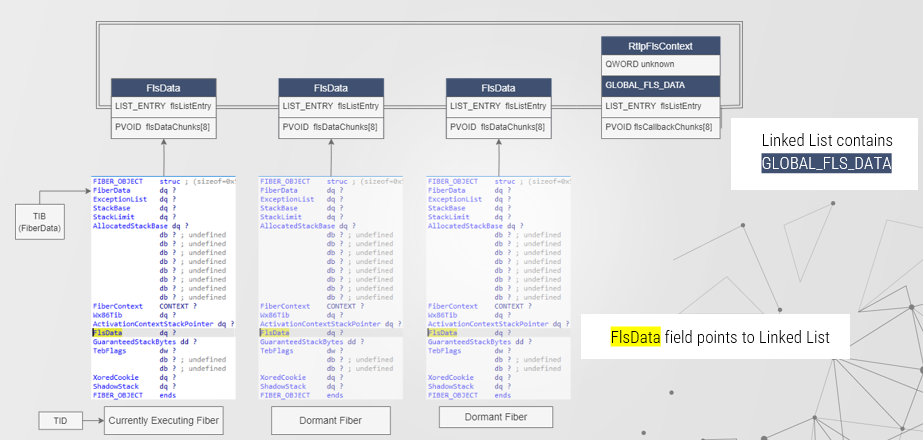 RtlpFlsContext
QWORD unknown
GLOBAL_FLS_DATA
LIST_ENTRY flsListEntry
PVOID flsCallbackChunks[8]
FlsData
LIST_ENTRY flsListEntry
PVOID flsDataChunks[8]
FlsData
LIST_ENTRY flsListEntry
PVOID flsDataChunks[8]
FlsData
LIST_ENTRY flsListEntry
PVOID flsDataChunks[8]
Linked List contains
GLOBAL_FLS_DATA
TIB
(FiberData)
FIBER_OBJECT struc ; (sizeof=0x
FiberData dq ?
ExceptionList dq ?
StackBase dq ?
StackLimit dq ?
AllocatedStackBase dq ?
db ? ; undefined
db ? ; undefined
db ? ; undefined
db ? ; undefined
db ? ; undefined
db ? ; undefined
db ? ; undefined
db ? ; undefined
FiberContext CONTEXT ?
Wx86Tib dq ?
ActivationContextStackPointer dq ?
FlsData dq ?
GuaranteedStackBytes dd ?
TebFlags dw ?
db ? ; undefined
db ? ; undefined
XoredCookie dq ?
ShadowStack dq ?
FIBER_OBJECT ends
FIBER_OBJECT struc ; (sizeof=0x
FiberData dq ?
ExceptionList dq ?
StackBase dq ?
StackLimit dq ?
AllocatedStackBase dq ?
db ? ; undefined
db ? ; undefined
db ? ; undefined
db ? ; undefined
db ? ; undefined
db ? ; undefined
db ? ; undefined
db ? ; undefined
FiberContext CONTEXT ?
Wx86Tib dq ?
ActivationContextStackPointer dq ?
FlsData dq ?
GuaranteedStackBytes dd ?
TebFlags dw ?
db ? ; undefined
db ? ; undefined
XoredCookie dq ?
ShadowStack dq ?
FIBER_OBJECT ends
FIBER_OBJECT struc ; (sizeof=0x
FiberData dq ?
ExceptionList dq ?
StackBase dq ?
StackLimit dq ?
AllocatedStackBase dq ?
db ? ; undefined
db ? ; undefined
db ? ; undefined
db ? ; undefined
db ? ; undefined
db ? ; undefined
db ? ; undefined
db ? ; undefined
FiberContext CONTEXT ?
Wx86Tib dq ?
ActivationContextStackPointer dq ?
FlsData dq ?
GuaranteedStackBytes dd ?
TebFlags dw ?
db ? ; undefined
db ? ; undefined
XoredCookie dq ?
ShadowStack dq ?
FIBER_OBJECT ends
FlsData field points to Linked List
TID
Currently Executing Fiber
Dormant Fiber
Dormant Fiber